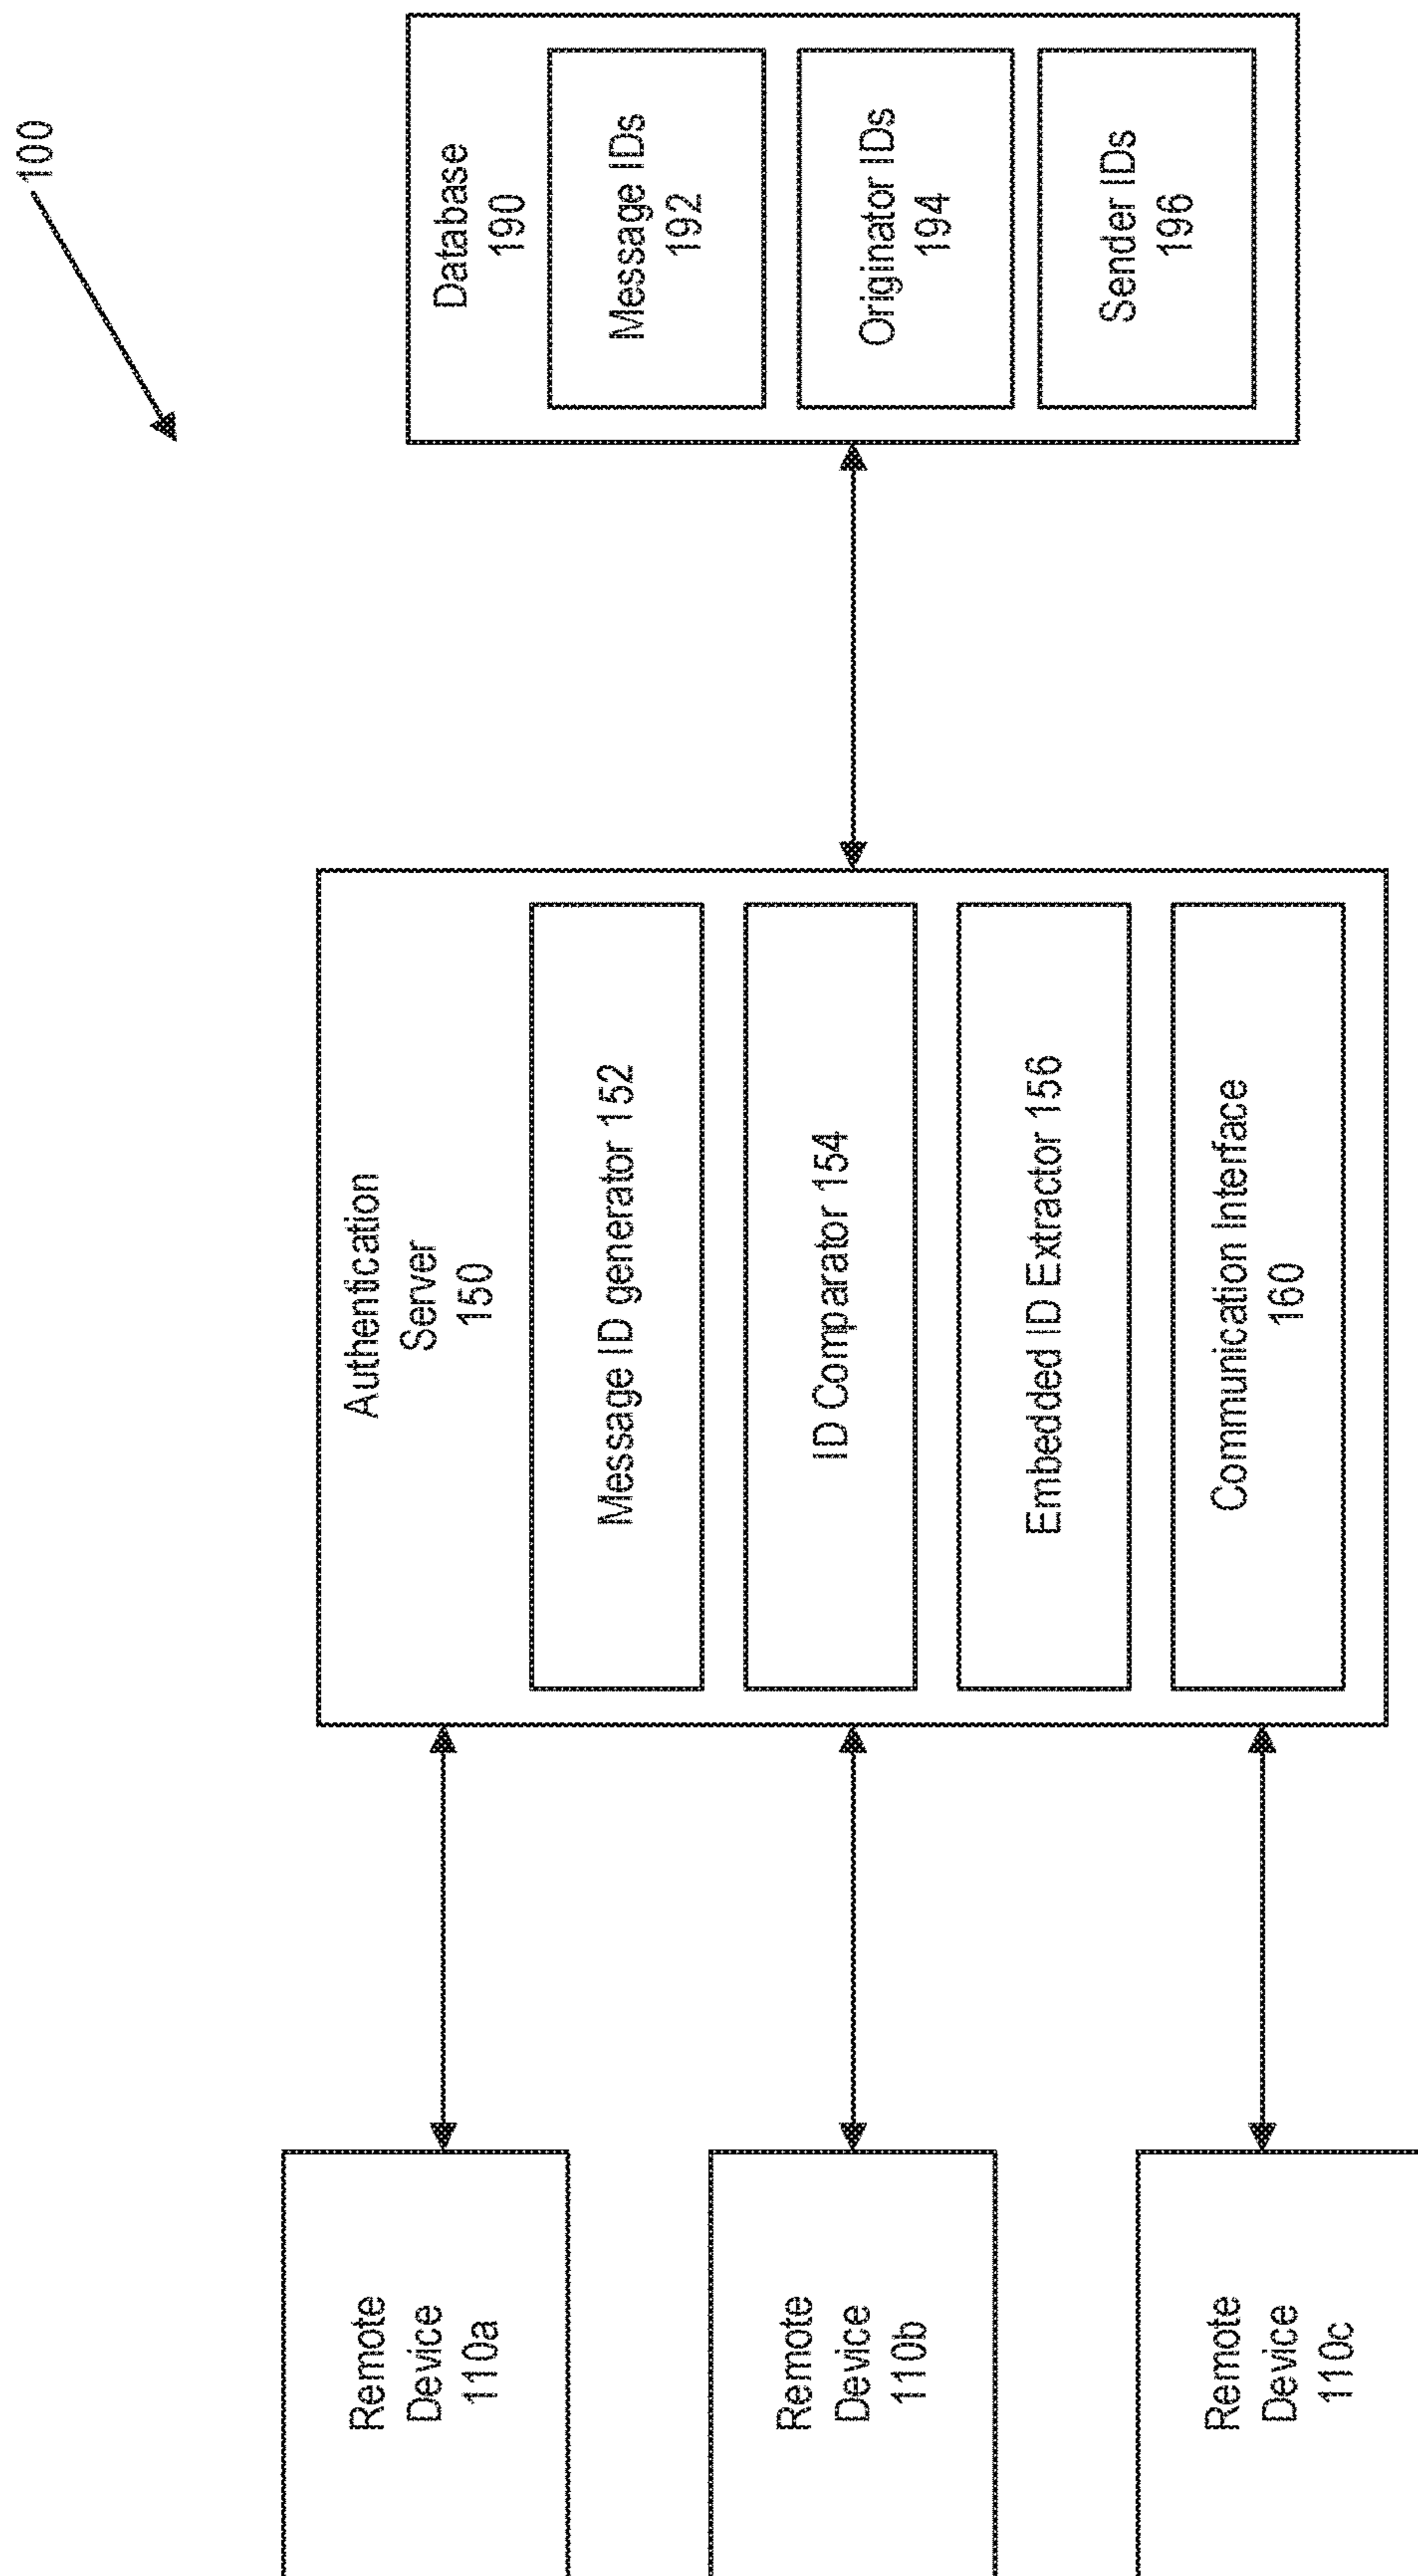 100
Remote
Device
110a
Remote
Device
110b
Remote
Device
110c
Authentication
Server
150
Message ID generator 152
ID Comparator 154
Embedded ID Extractor 156
Communication Interface
160
Database
190
Message IDs
192
Originator IDs
194
Sender IDs
196